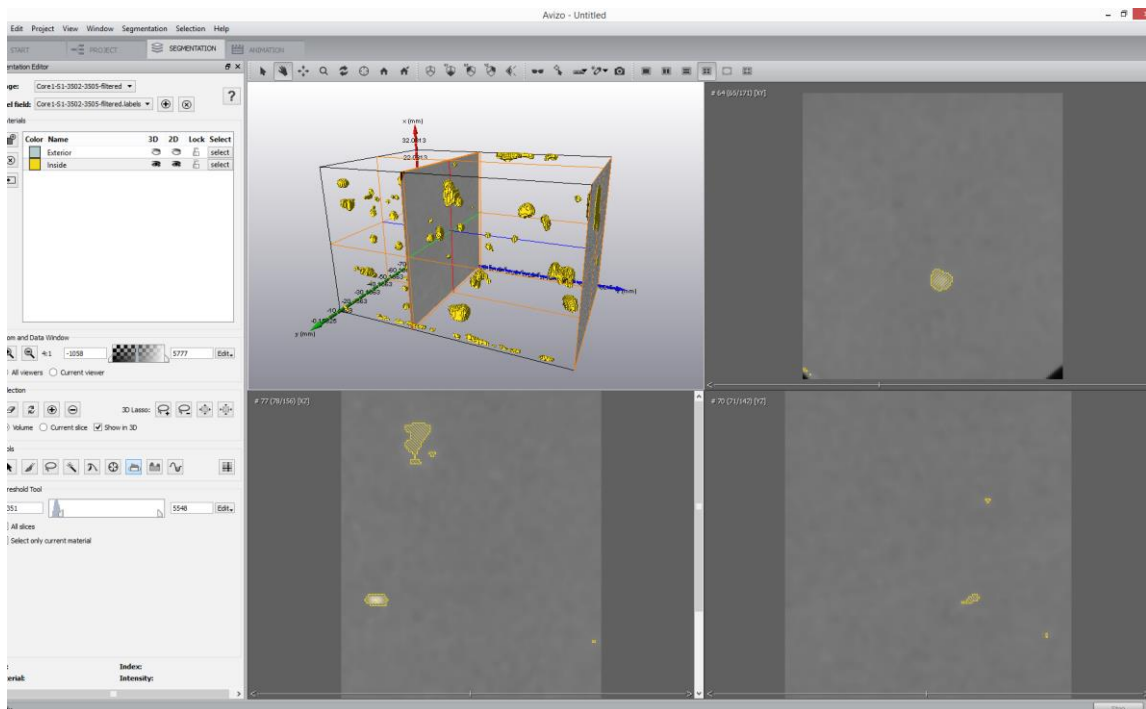 Avizo - Untitled
Edit Project View Window Segmentation Selection Help
START PROJECT SEGMENTATION ANIMATION
entation Editor
ge: Core1-S1-3502-3505-filtered
el field: Core1-S1-3502-3505-filtered.labels
?
aterials
Color Name 3D 2D Lock Select
Exterior select
Inside select
om and Data Window
4:1 -1058 5777 Edit
All viewers Current viewer
lection
3D Lasso:
Volume Current slice Show in 3D
ols
reshold Tool
351 5548 Edit
All slices
Select only current material
Index:
terial: Intensity:
x (mm)
y (mm)
# 64 (65/171) [XY]
# 77 (78/156) [XZ]
# 70 (71/142) [YZ]